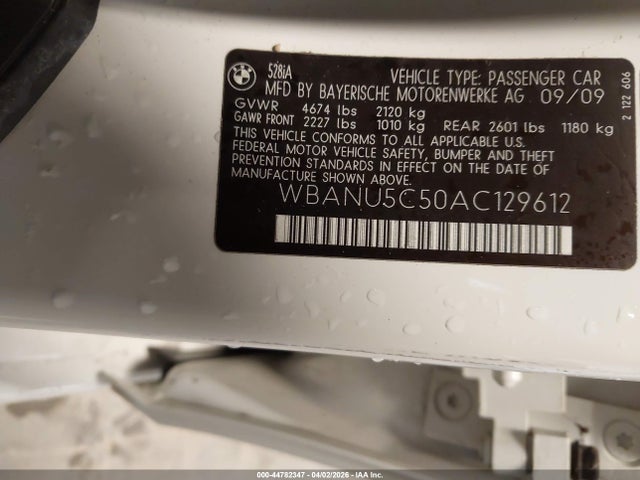 528iA VEHICLE TYPE: PASSENGER CAR
MFD BY BAYERISCHE MOTORENWERKE AG 09/09
GVWR 4674 lbs 2120 kg
GAWR FRONT 2227 lbs 1010 kg REAR 2601 lbs 1180 kg
THIS VEHICLE CONFORMS TO ALL APPLICABLE U.S.
FEDERAL MOTOR VEHICLE SAFETY, BUMPER AND THEFT
PREVENTION STANDARDS IN EFFECT ON THE DATE OF
MANUFACTURE SHOWN ABOVE.
WBANU5C50AC129612
2 122 606
000-44782347 - 04/02/2026 - IAA Inc.